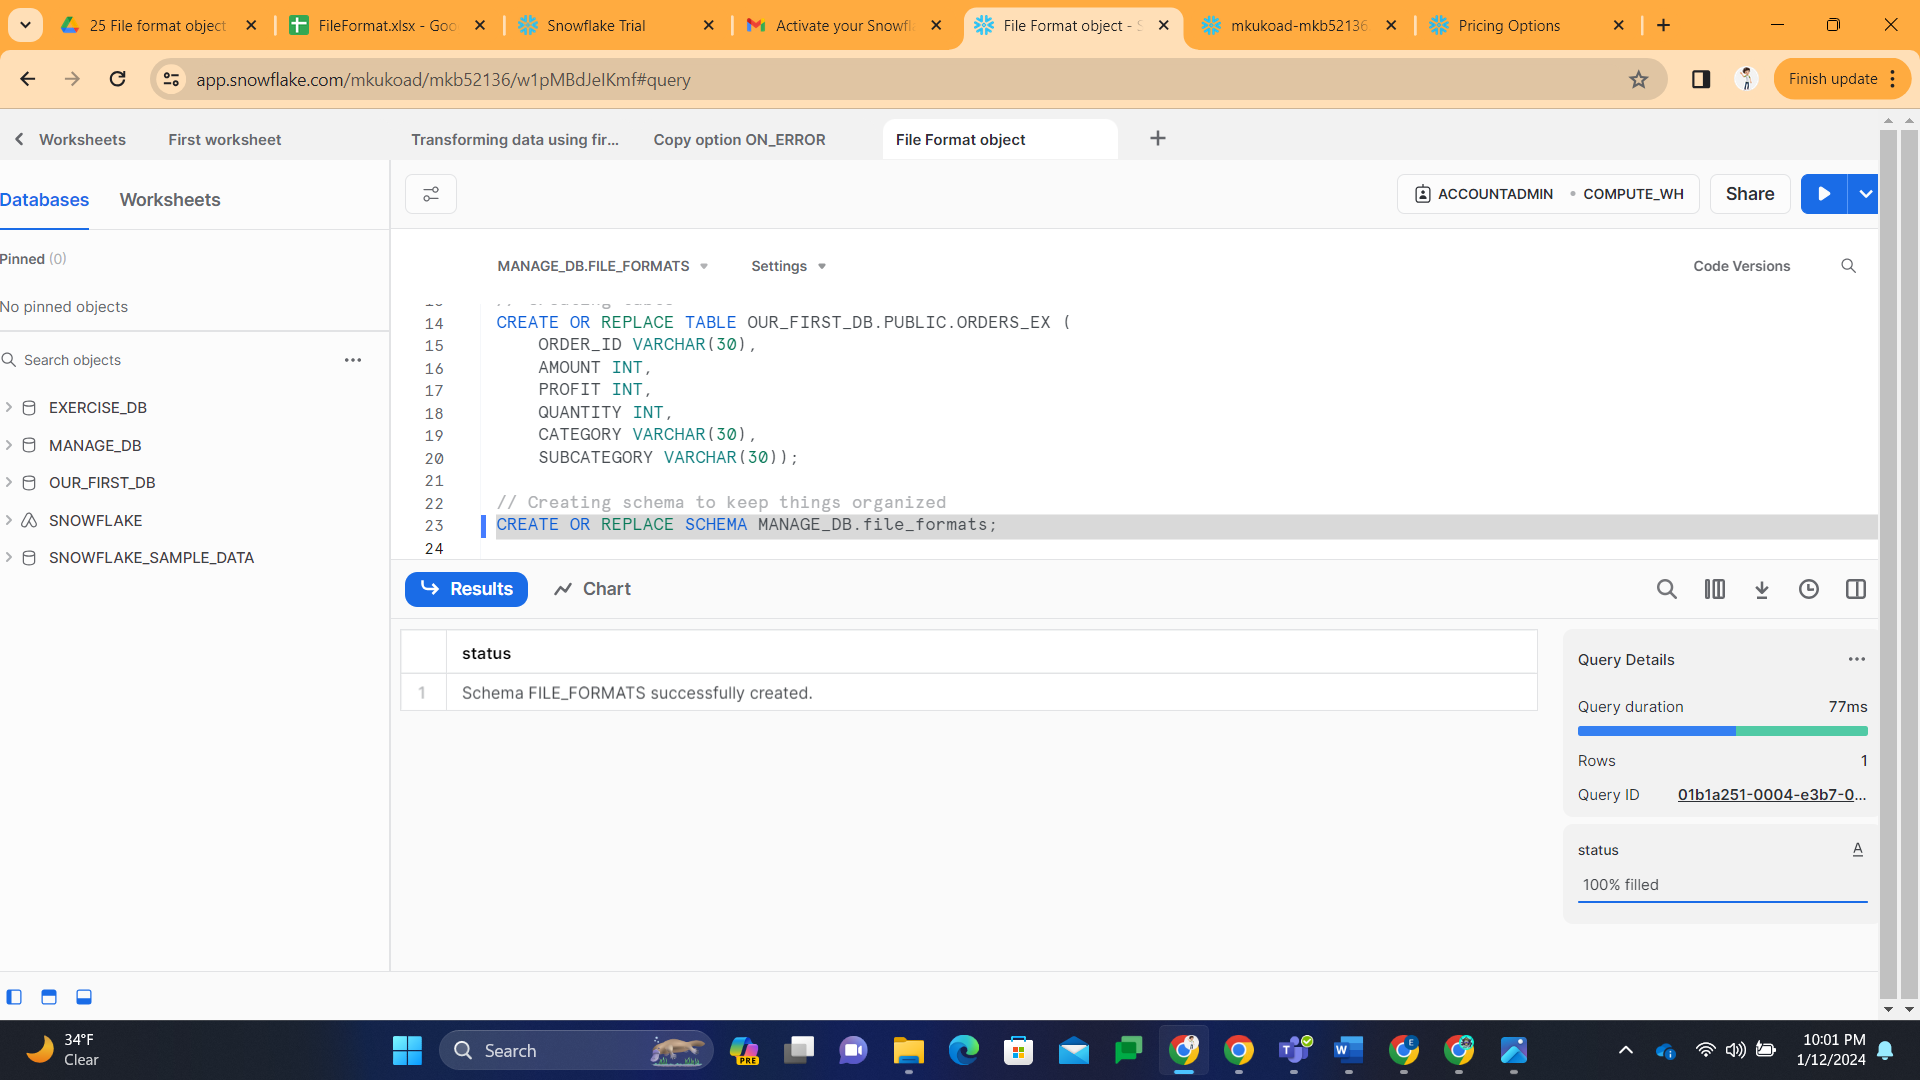 25 File format object
FileFormat.xlsx - Goo
Snowflake Trial
Activate your Snowfl
File Format object - S
mkukoad-mkb52136
Pricing Options
app.snowflake.com/mkukoad/mkb52136/w1pMBdJeIKmf#query
Finish update
Worksheets
First worksheet
Transforming data using fir...
Copy option ON_ERROR
File Format object
Databases
Worksheets
ACCOUNTADMIN
COMPUTE_WH
Share
Pinned (0)
No pinned objects
Search objects
EXERCISE_DB
MANAGE_DB
OUR_FIRST_DB
SNOWFLAKE
SNOWFLAKE_SAMPLE_DATA
MANAGE_DB.FILE_FORMATS
Settings
Code Versions
14 CREATE OR REPLACE TABLE OUR_FIRST_DB.PUBLIC.ORDERS_EX (
15 ORDER_ID VARCHAR(30),
16 AMOUNT INT,
17 PROFIT INT,
18 QUANTITY INT,
19 CATEGORY VARCHAR(30),
20 SUBCATEGORY VARCHAR(30));
21
22 // Creating schema to keep things organized
23 CREATE OR REPLACE SCHEMA MANAGE_DB.file_formats;
24
Results
Chart
status
1 Schema FILE_FORMATS successfully created.
Query Details
Query duration 77ms
Rows 1
Query ID 01b1a251-0004-e3b7-0...
status
A
100% filled
34°F
Clear
Search
PRE
10:01 PM
1/12/2024